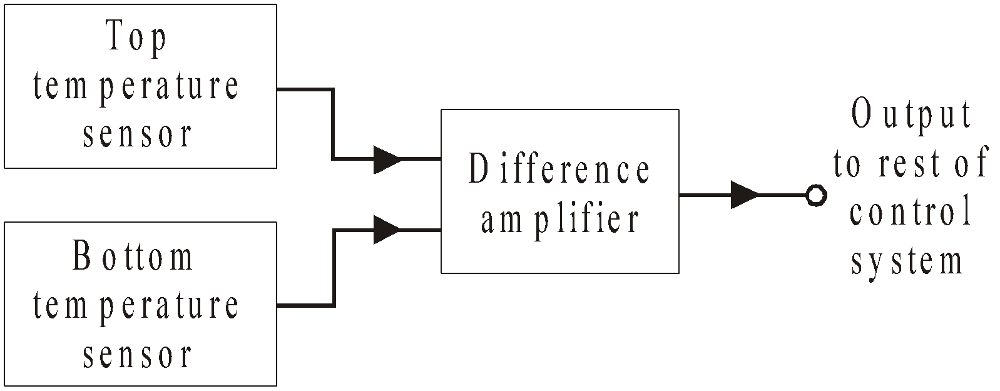 Top
temperature
sensor
Bottom
temperature
sensor
Difference
amplifier
Output
to rest of
control
system